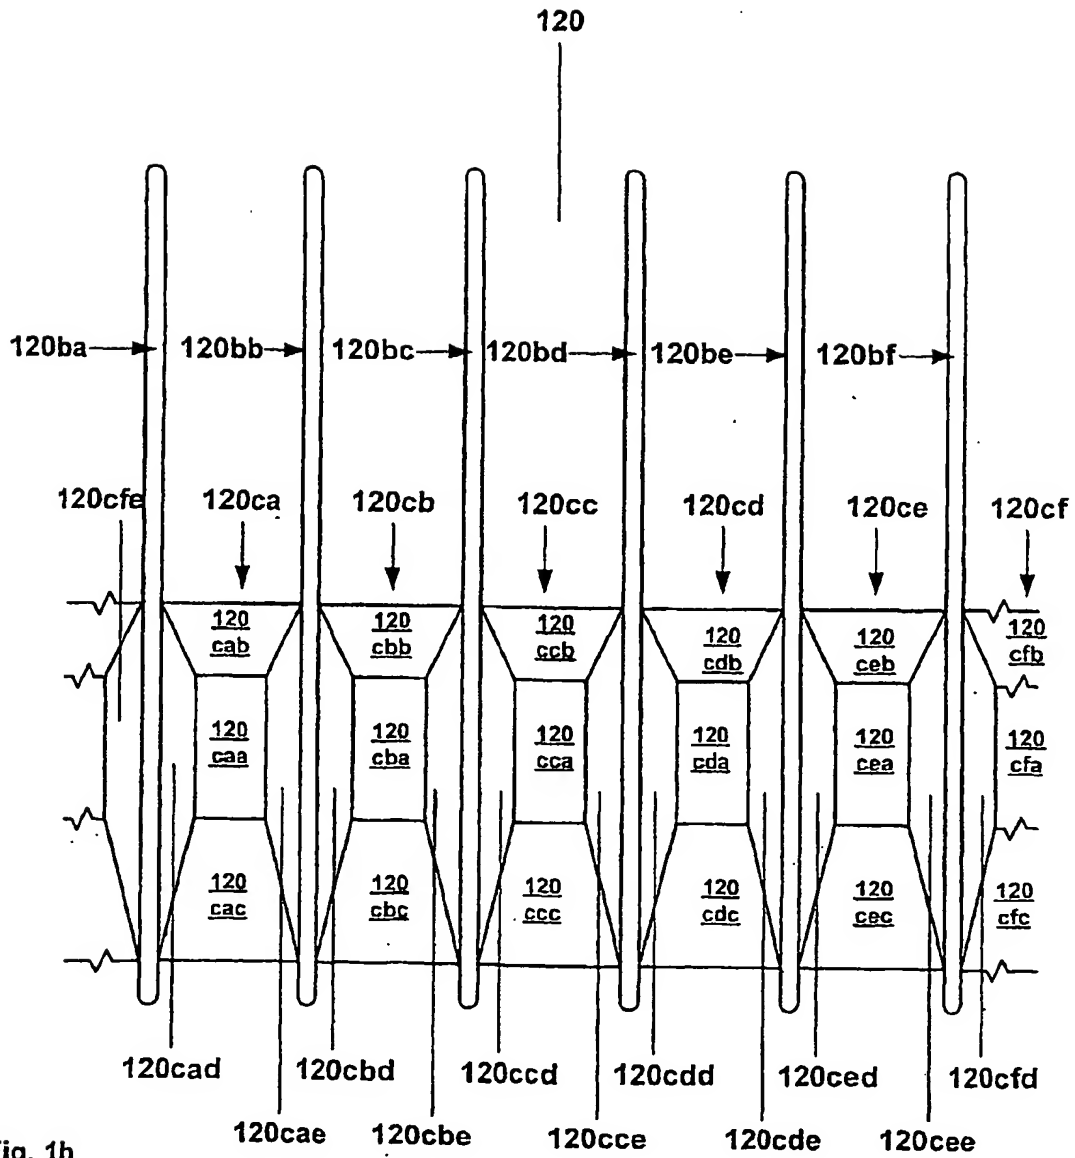 120
120ba 120bb 120bc 120bd 120be 120bf
120cfe 120ca 120cb 120cc 120cd 120ce 120cf
120 120 120 120 120 120
cab cbb ccb cdb ceb cfb
120 120 120 120 120 120
caa cba cca cda cea cfa
120 120 120 120 120 120
cac cbc ccc cdc cec cfc
120cad 120cbd 120ccd 120cdd 120ced 120cfd
120cae 120cbe 120cce 120cde 120cee
ig. 1b